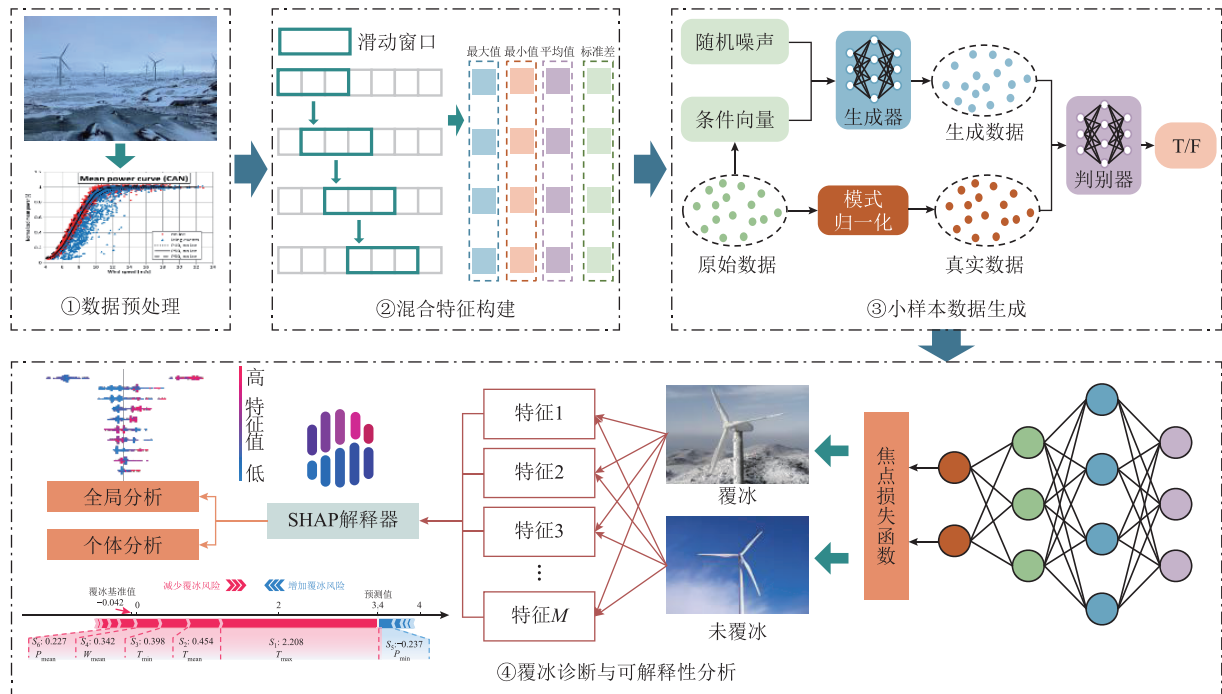 Mean power curve (CAN)
①数据预处理
滑动窗口
最大值 最小值 平均值 标准差
②混合特征构建
随机噪声
条件向量
生成器
生成数据
判别器
T/F
原始数据
模式
归一化
真实数据
③小样本数据生成
高
特
征
值
低
全局分析
个体分析
SHAP解释器
特征1
特征2
特征3
⋮
特征M
覆冰
未覆冰
焦
点
损
失
函
数
减少覆冰风险
增加覆冰风险
覆冰基准值
−0.042
预测值
0 2 3.4 4
S₆: 0.227 S₄: 0.342 S₃: 0.398 S₂: 0.454 S₁: 2.208 S₅:−0.237
Pmean Wmean Tmin Tmean Tmax Pmin
④覆冰诊断与可解释性分析